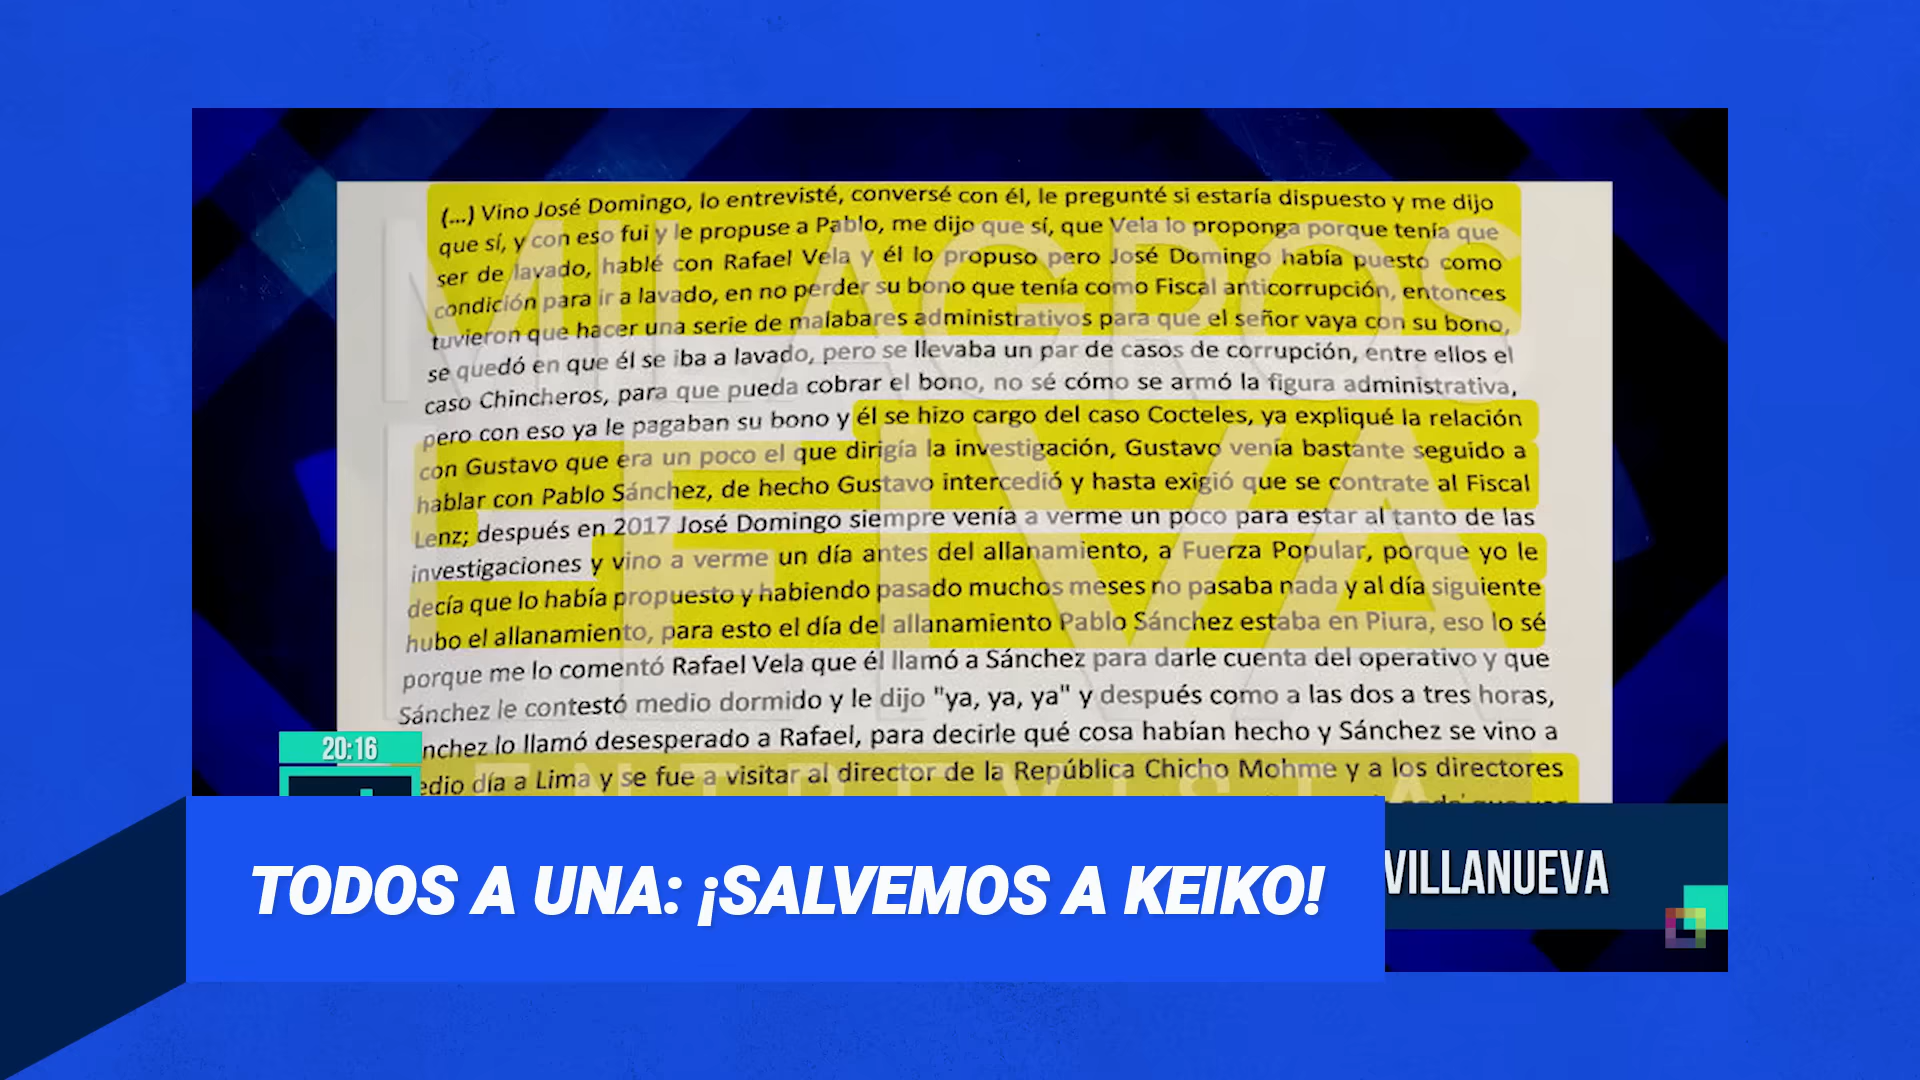 (...) Vino José Domingo, lo entrevisté, conversé con él, le pregunté si estaría dispuesto y me dijo
que sí, y con eso fui y le propuse a Pablo, me dijo que sí, que Vela lo proponga porque tenía que
ser de lavado, hablé con Rafael Vela y él lo propuso pero José Domingo había puesto como
condición para ir a lavado, en no perder su bono que tenía como Fiscal anticorrupción, entonces
tuvieron que hacer una serie de malabares administrativos para que el señor vaya con su bono,
se quedó en que él se iba a lavado, pero se llevaba un par de casos de corrupción, entre ellos el
caso Chincheros, para que pueda cobrar el bono, no sé cómo se armó la figura administrativa,
pero con eso ya le pagaban su bono y él se hizo cargo del caso Cocteles, ya expliqué la relación
con Gustavo que era un poco el que dirigía la investigación, Gustavo venía bastante seguido a
hablar con Pablo Sánchez, de hecho Gustavo intercedió y hasta exigió que se contrate al Fiscal
Lenz; después en 2017 José Domingo siempre venía a verme un poco para estar al tanto de las
investigaciones y vino a verme un día antes del allanamiento, a Fuerza Popular, porque yo le
decía que lo había propuesto y habiendo pasado muchos meses no pasaba nada y al día siguiente
hubo el allanamiento, para esto el día del allanamiento Pablo Sánchez estaba en Piura, eso lo sé
porque me lo comentó Rafael Vela que él llamó a Sánchez para darle cuenta del operativo y que
Sánchez le contestó medio dormido y le dijo "ya, ya, ya" y después como a las dos a tres horas,
nchez lo llamó desesperado a Rafael, para decirle qué cosa habían hecho y Sánchez se vino a
edio día a Lima y se fue a visitar al director de la República Chicho Mohme y a los directores
MILAGROS
LEIVA
ENTREVISTA
20:16
VILLANUEVA
TODOS A UNA: ¡SALVEMOS A KEIKO!